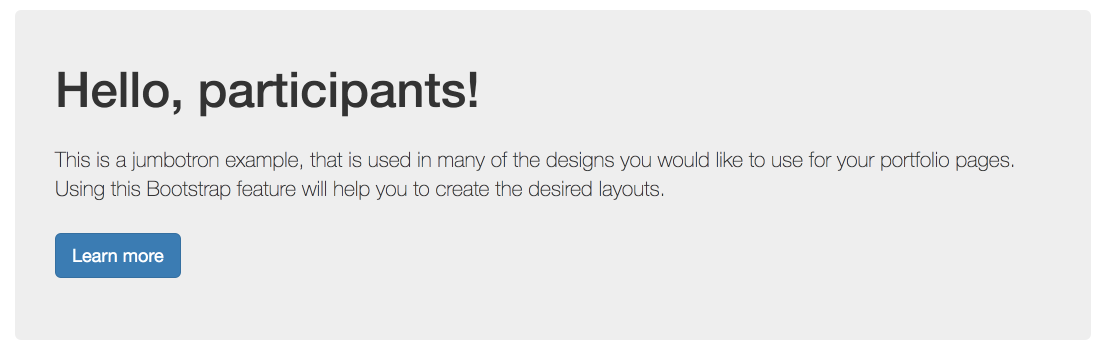 Hello, participants!
This is a jumbotron example, that is used in many of the designs you would like to use for your portfolio pages.
Using this Bootstrap feature will help you to create the desired layouts.
Learn more